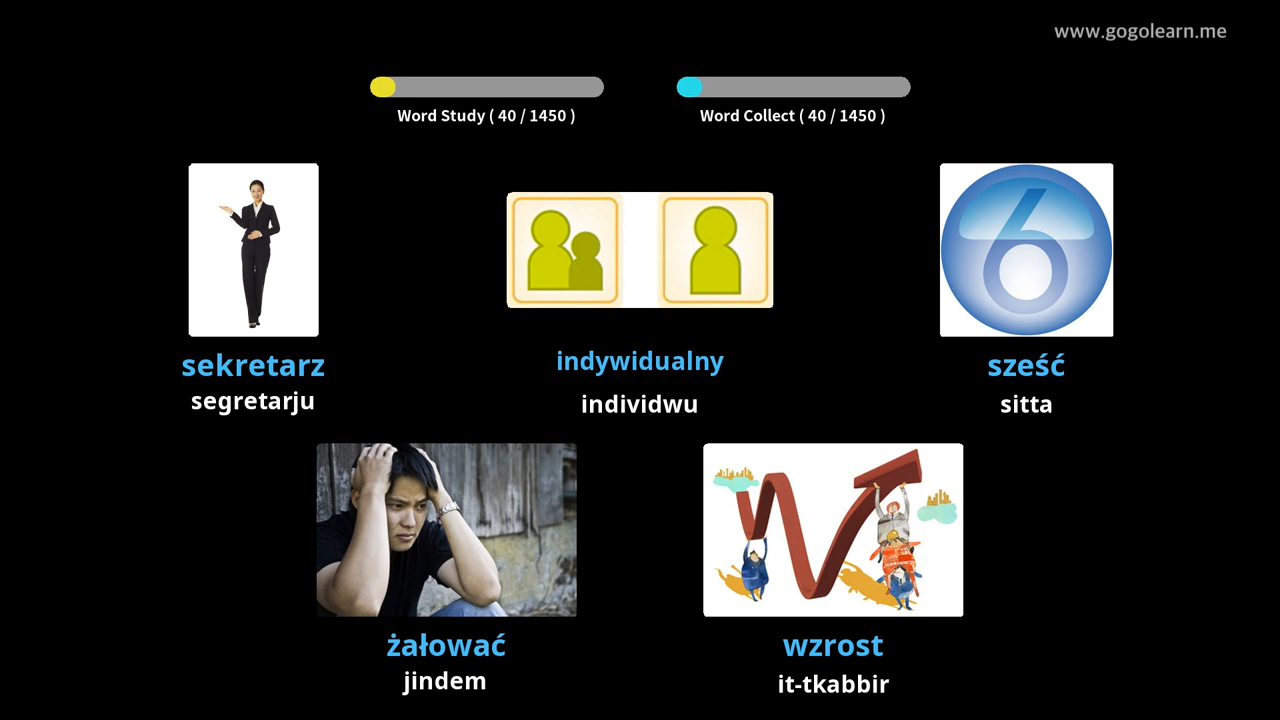 www.gogolearn.me
Word Study ( 40 / 1450 )
Word Collect ( 40 / 1450 )
6
sekretarz
segretarju
indywidualny
individwu
sześć
sitta
żałować
jindem
wzrost
it-tkabbir